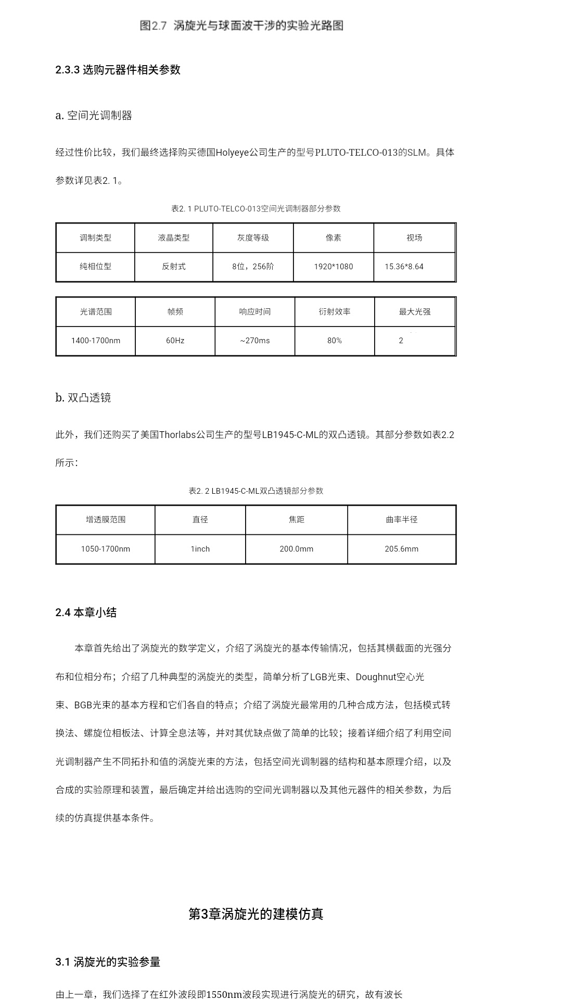 图2.7 涡旋光与球面波干涉的实验光路图
2.3.3 选购元器件相关参数
a. 空间光调制器
经过性价比较，我们最终选择购买德国Holyeye公司生产的型号PLUTO-TELCO-013的SLM。具体
参数详见表2. 1。
表2. 1 PLUTO-TELCO-013空间光调制器部分参数
调制类型 液晶类型 灰度等级 像素 视场
纯相位型 反射式 8位，256阶 1920*1080 15.36*8.64
光谱范围 帧频 响应时间 衍射效率 最大光强
1400-1700nm 60Hz ~270ms 80% 2
b. 双凸透镜
此外，我们还购买了美国Thorlabs公司生产的型号LB1945-C-ML的双凸透镜。其部分参数如表2.2
所示：
表2. 2 LB1945-C-ML双凸透镜部分参数
增透膜范围 直径 焦距 曲率半径
1050-1700nm 1inch 200.0mm 205.6mm
2.4 本章小结
本章首先给出了涡旋光的数学定义，介绍了涡旋光的基本传输情况，包括其横截面的光强分
布和位相分布；介绍了几种典型的涡旋光的类型，简单分析了LGB光束、Doughnut空心光
束、BGB光束的基本方程和它们各自的特点；介绍了涡旋光最常用的几种合成方法，包括模式转
换法、螺旋位相板法、计算全息法等，并对其优缺点做了简单的比较；接着详细介绍了利用空间
光调制器产生不同拓扑和值的涡旋光束的方法，包括空间光调制器的结构和基本原理介绍，以及
合成的实验原理和装置，最后确定并给出选购的空间光调制器以及其他元器件的相关参数，为后
续的仿真提供基本条件。
第3章涡旋光的建模仿真
3.1 涡旋光的实验参量
由上一章，我们选择了在红外波段即1550nm波段实现进行涡旋光的研究，故有波长